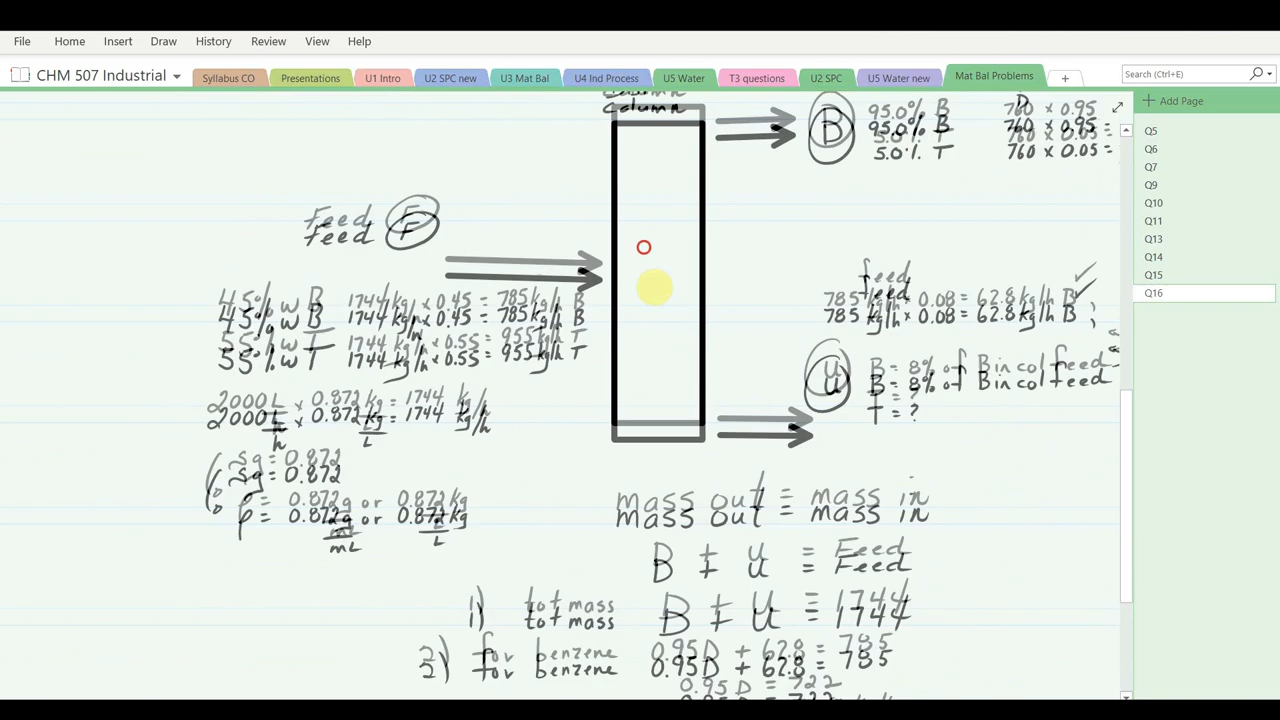 File Home Insert Draw History Review View Help
CHM 507 Industrial Syllabus CO Presentations U1 Intro U2 SPC new U3 Mat Bal U4 Ind Process U5 Water T3 questions U2 SPC U5 Water new Mat Bal Problems + Search (Ctrl+E)
Add Page
Q5
Q6
Q7
Q9
Q10
Q11
Q13
Q14
Q15
Q16
Column
B 95.0% B 760 x 0.95 =
5.0% T 760 x 0.05 =
Feed F
feed
785 kg/h x 0.08 = 62.8 kg/h B ;
45% w B 1744 kg/h x 0.45 = 785 kg/h B
55% w T 1744 kg/h x 0.55 = 955 kg/h T
U B = 8% of B in col feed
T = ?
2000 L/h x 0.872 kg/L = 1744 kg/h
sg = 0.872
ρ = 0.872 g/mL or 0.872 kg/L
mass out = mass in
B + U = Feed
1) tot mass B + U = 1744
2) for benzene 0.95D + 62.8 = 785
0.95 D = 722